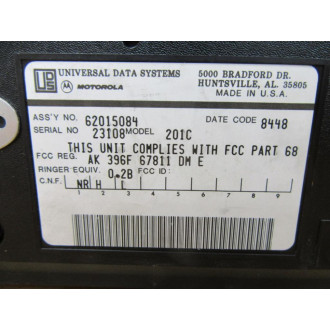 UDS UNIVERSAL DATA SYSTEMS 5000 BRADFORD DR.
MOTOROLA HUNTSVILLE, AL. 35805
MADE IN U.S.A.
ASS'Y NO. 62015084 DATE CODE 8448
SERIAL NO 23108 MODEL 201C
THIS UNIT COMPLIES WITH FCC PART 68
FCC REG. AK 396F 67811 DM E
RINGER EQUIV. 0.2B FCC ID:
C.N.F. NR H 1 2 3 4 5 6 7 8 9